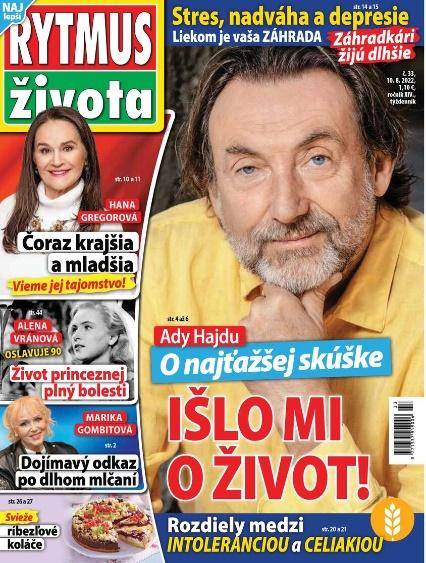 NAJ
lepší
RYTMUS
života
str. 14 a 15
Stres, nadváha a depresie
Liekom je vaša ZÁHRADA
Záhradkári
žijú dlhšie
č. 33,
10. 8. 2022,
1,10 €,
ročník XIV.,
týždenník
str. 10 a 11
HANA
GREGOROVÁ
Čoraz krajšia
a mladšia
Vieme jej tajomstvo!
str. 44
ALENA
VRÁNOVÁ
OSLAVUJE 90
Život princeznej
plný bolesti
MARIKA
GOMBITOVÁ
str. 2
Dojímavý odkaz
po dlhom mlčaní
str. 26 a 27
Svieže
ríbezľové
koláče
str. 4 až 6
Ady Hajdu
O najťažšej skúške
IŠLO MI
O ŽIVOT!
Rozdiely medzi
str. 20 a 21
INTOLERANCIOU a CELIAKIOU